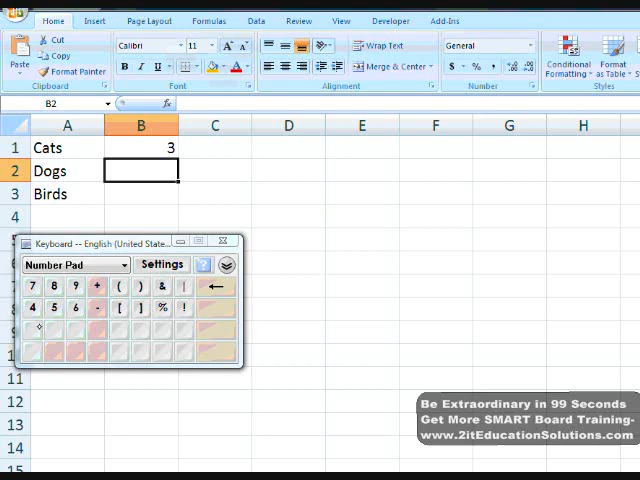 Home Insert Page Layout Formulas Data Review View Developer Add-Ins
Cut
Copy
Format Painter
Paste
Clipboard
Calibri 11 A A
B I U A
Font
Wrap Text
Merge & Center
Alignment
General
$ % ,
Number
Conditional
Formatting
Format
as Table
Styles
B2 fx
A B C D E F G H
1 Cats 3
2 Dogs
3 Birds
4
Keyboard -- English (United State...
Number Pad Settings ?
7 8 9 + ( ) & |
4 5 6 - [ ] % !
11
12
13
14
15
Be Extraordinary in 99 Seconds
Get More SMART Board Training-
www.2itEducationSolutions.com